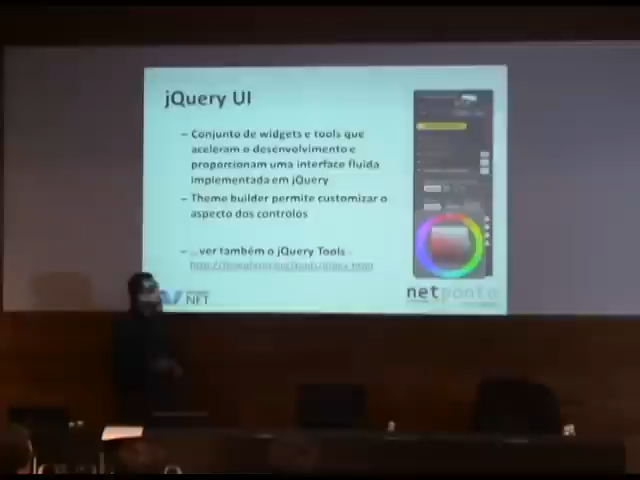 jQuery UI
– Conjunto de widgets e tools que
aceleram o desenvolvimento e
proporcionam uma interface fluida
implementada em jQuery
– Theme builder permite customizar o
aspecto dos controlos
– ...ver também o jQuery Tools -
NET
netponto